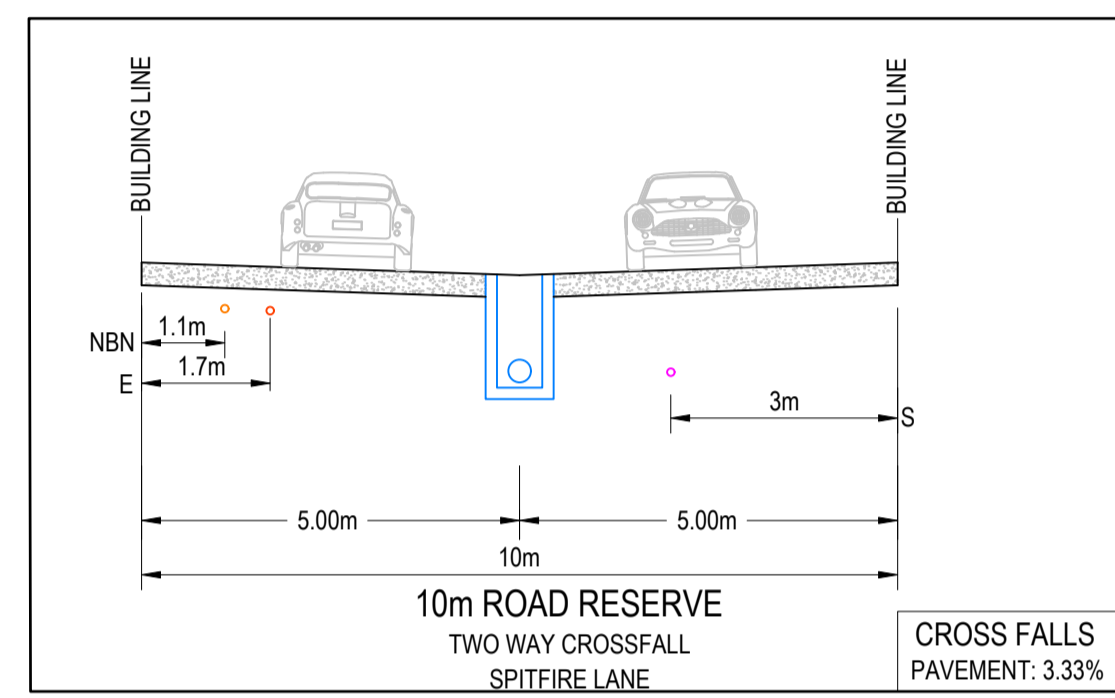 BUILDING LINE
BUILDING LINE
NBN
1.1m
1.7m
E
3m
S
5.00m
5.00m
10m
10m ROAD RESERVE
TWO WAY CROSSFALL
SPITFIRE LANE
CROSS FALLS
PAVEMENT: 3.33%